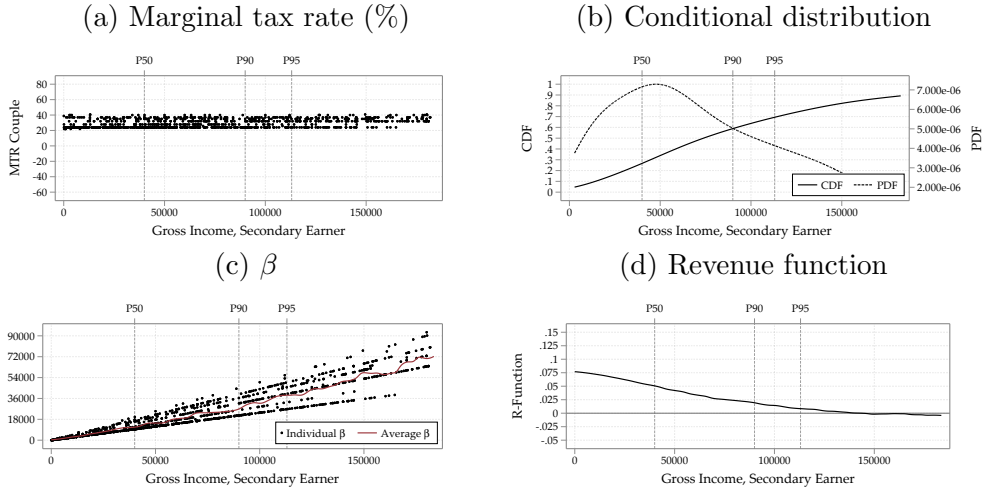 (a) Marginal tax rate (%)
P50 P90 P95
80
60
40
20
0
-20
-40
-60
MTR Couple
0 50000 100000 150000
Gross Income, Secondary Earner
(b) Conditional distribution
P50 P90 P95
1
.9
.8
.7
.6
.5
.4
.3
.2
.1
0
CDF
7.000e-06
6.000e-06
5.000e-06
4.000e-06
3.000e-06
2.000e-06
PDF
CDF PDF
0 50000 100000 150000
Gross Income, Secondary Earner
(c) β
P50 P90 P95
90000
72000
54000
36000
18000
0
Individual β Average β
0 50000 100000 150000
Gross Income, Secondary Earner
(d) Revenue function
P50 P90 P95
.15
.125
.1
.075
.05
.025
0
-.025
-.05
R-Function
0 50000 100000 150000
Gross Income, Secondary Earner